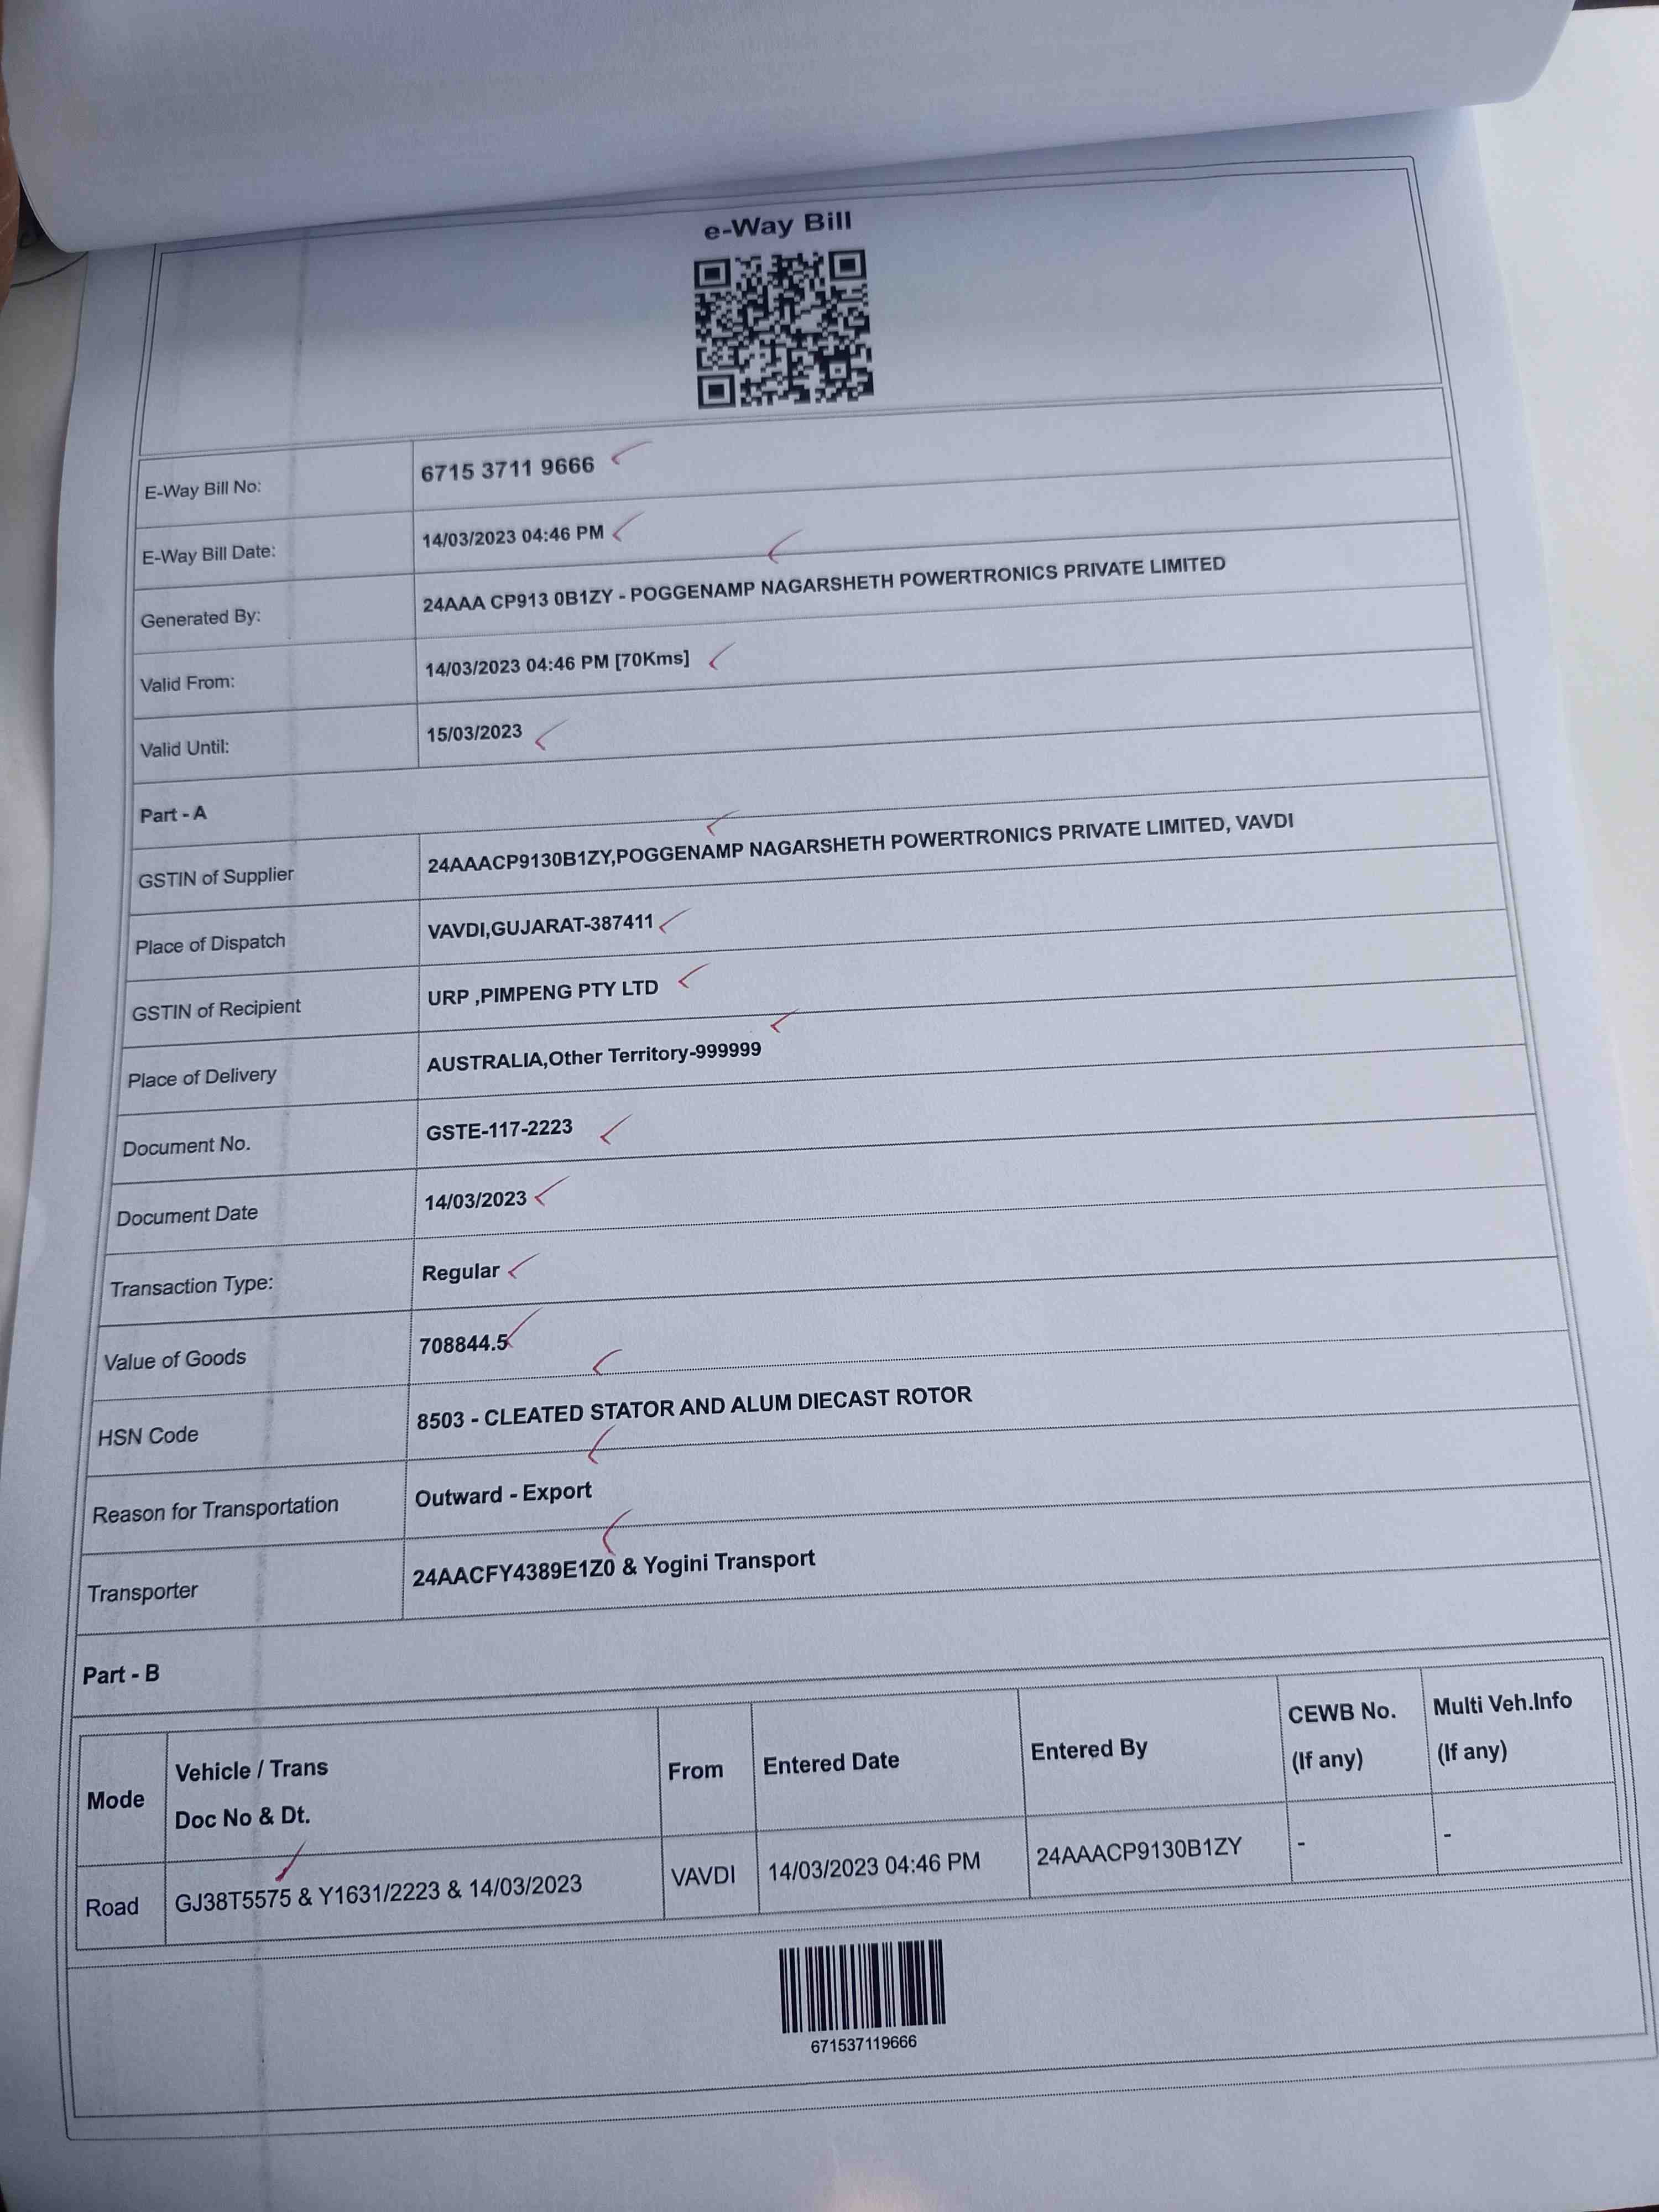 e-Way Bill
E-Way Bill No: 6715 3711 9666
E-Way Bill Date: 14/03/2023 04:46 PM
Generated By: 24AAA CP913 0B1ZY - POGGENAMP NAGARSHETH POWERTRONICS PRIVATE LIMITED
Valid From: 14/03/2023 04:46 PM [70Kms]
Valid Until: 15/03/2023
Part - A
GSTIN of Supplier 24AAACP9130B1ZY,POGGENAMP NAGARSHETH POWERTRONICS PRIVATE LIMITED, VAVDI
Place of Dispatch VAVDI,GUJARAT-387411
GSTIN of Recipient URP ,PIMPENG PTY LTD
Place of Delivery AUSTRALIA,Other Territory-999999
Document No. GSTE-117-2223
Document Date 14/03/2023
Transaction Type: Regular
Value of Goods 708844.5
HSN Code 8503 - CLEATED STATOR AND ALUM DIECAST ROTOR
Reason for Transportation Outward - Export
Transporter 24AACFY4389E1Z0 & Yogini Transport
Part - B
Mode Vehicle / Trans Doc No & Dt. From Entered Date Entered By CEWB No. (If any) Multi Veh.Info (If any)
Road GJ38T5575 & Y1631/2223 & 14/03/2023 VAVDI 14/03/2023 04:46 PM 24AAACP9130B1ZY - -
671537119666